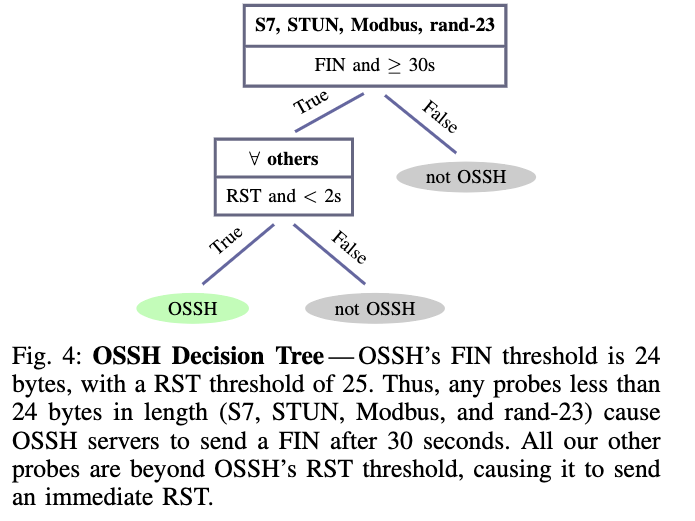 S7, STUN, Modbus, rand-23
FIN and ≥ 30s
True
False
∀ others
RST and < 2s
not OSSH
True
False
OSSH
not OSSH
Fig. 4: OSSH Decision Tree — OSSH's FIN threshold is 24
bytes, with a RST threshold of 25. Thus, any probes less than
24 bytes in length (S7, STUN, Modbus, and rand-23) cause
OSSH servers to send a FIN after 30 seconds. All our other
probes are beyond OSSH's RST threshold, causing it to send
an immediate RST.